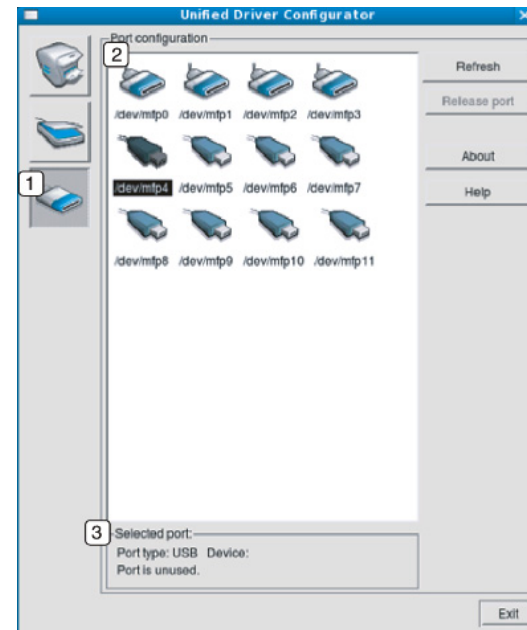 Unified Driver Configurator
1
2
Port configuration
/dev/mfp0 /dev/mfp1 /dev/mfp2 /dev/mfp3
/dev/mfp4 /dev/mfp5 /dev/mfp6 /dev/mfp7
/dev/mfp8 /dev/mfp9 /dev/mfp10 /dev/mfp11
Refresh
Release port
About
Help
3
Selected port:
Port type: USB Device:
Port is unused.
Exit